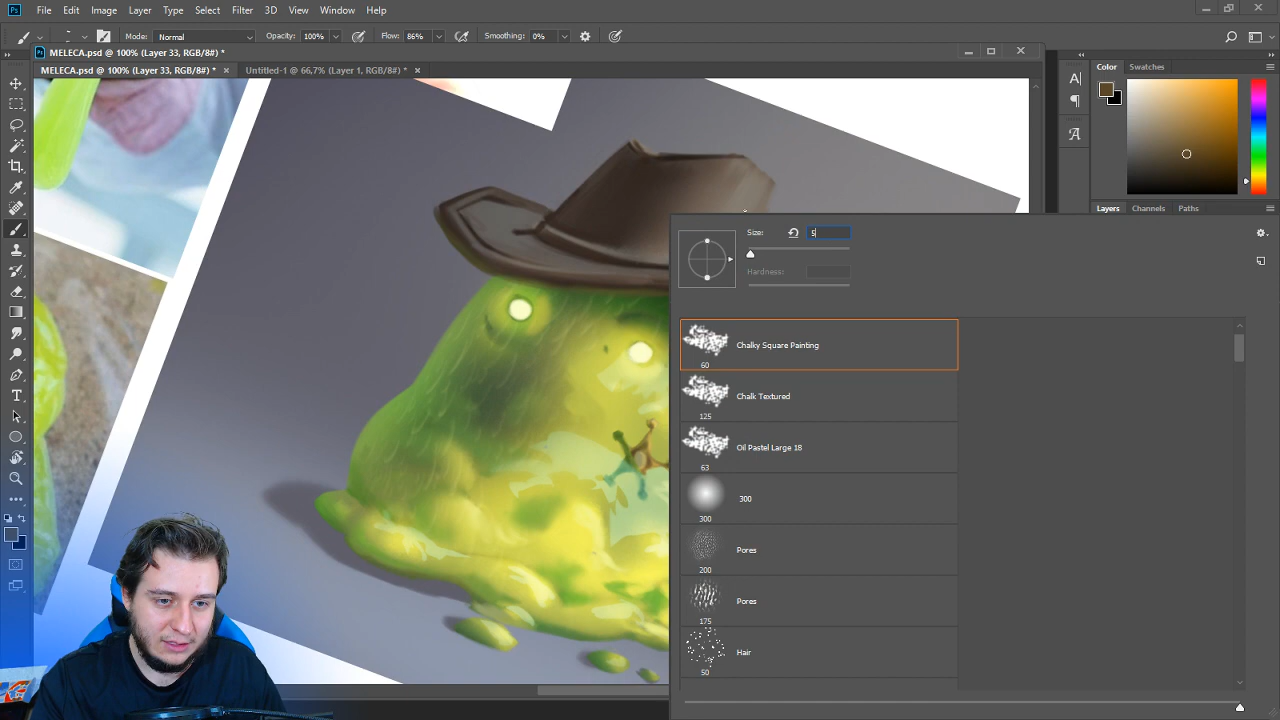 Ps File Edit Image Layer Type Select Filter 3D View Window Help
Mode: Normal Opacity: 100% Flow: 86% Smoothing: 0%
MELECA.psd @ 100% (Layer 33, RGB/8#) *
MELECA.psd @ 100% (Layer 33, RGB/8#) * × Untitled-1 @ 66,7% (Layer 1, RGB/8#) * ×
Color Swatches
Layers Channels Paths
Size: 5
Hardness:
Chalky Square Painting
60
Chalk Textured
125
Oil Pastel Large 18
63
300
300
Pores
200
Pores
175
Hair
50